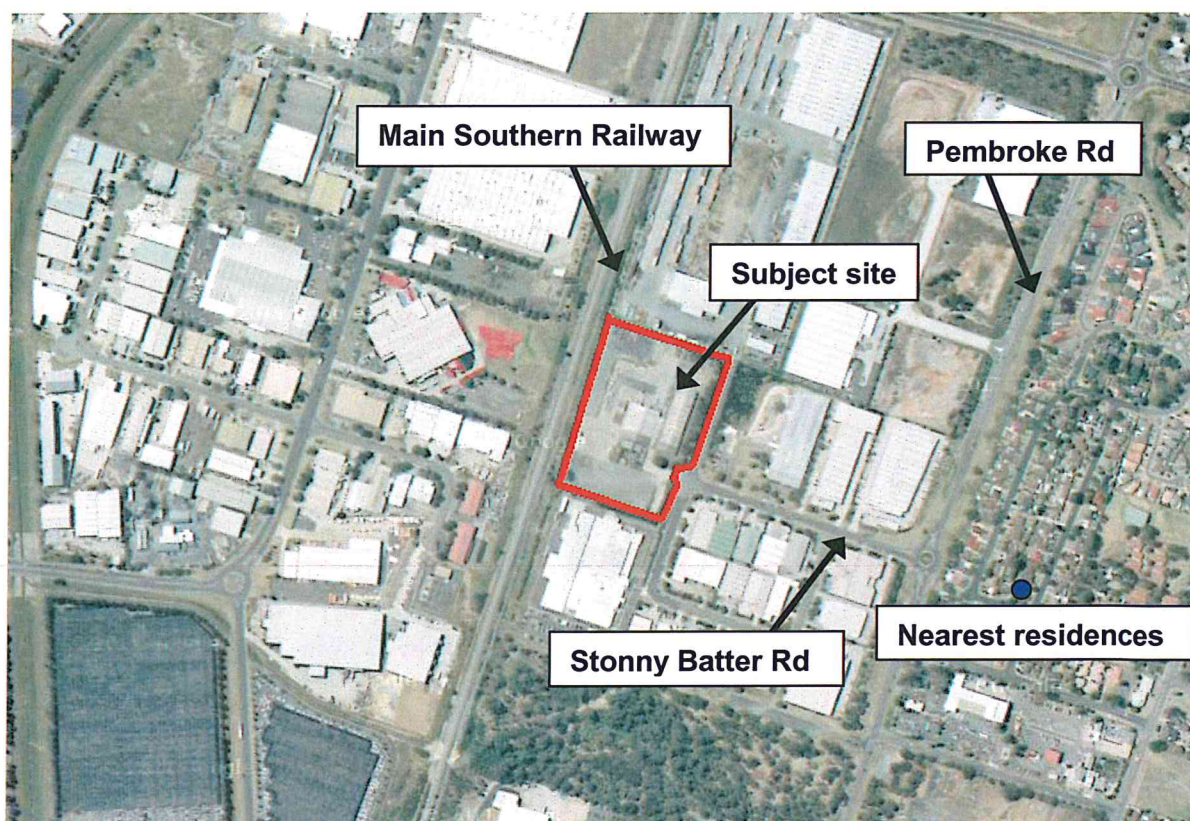 Main Southern Railway
Pembroke Rd
Subject site
Nearest residences
Stonny Batter Rd